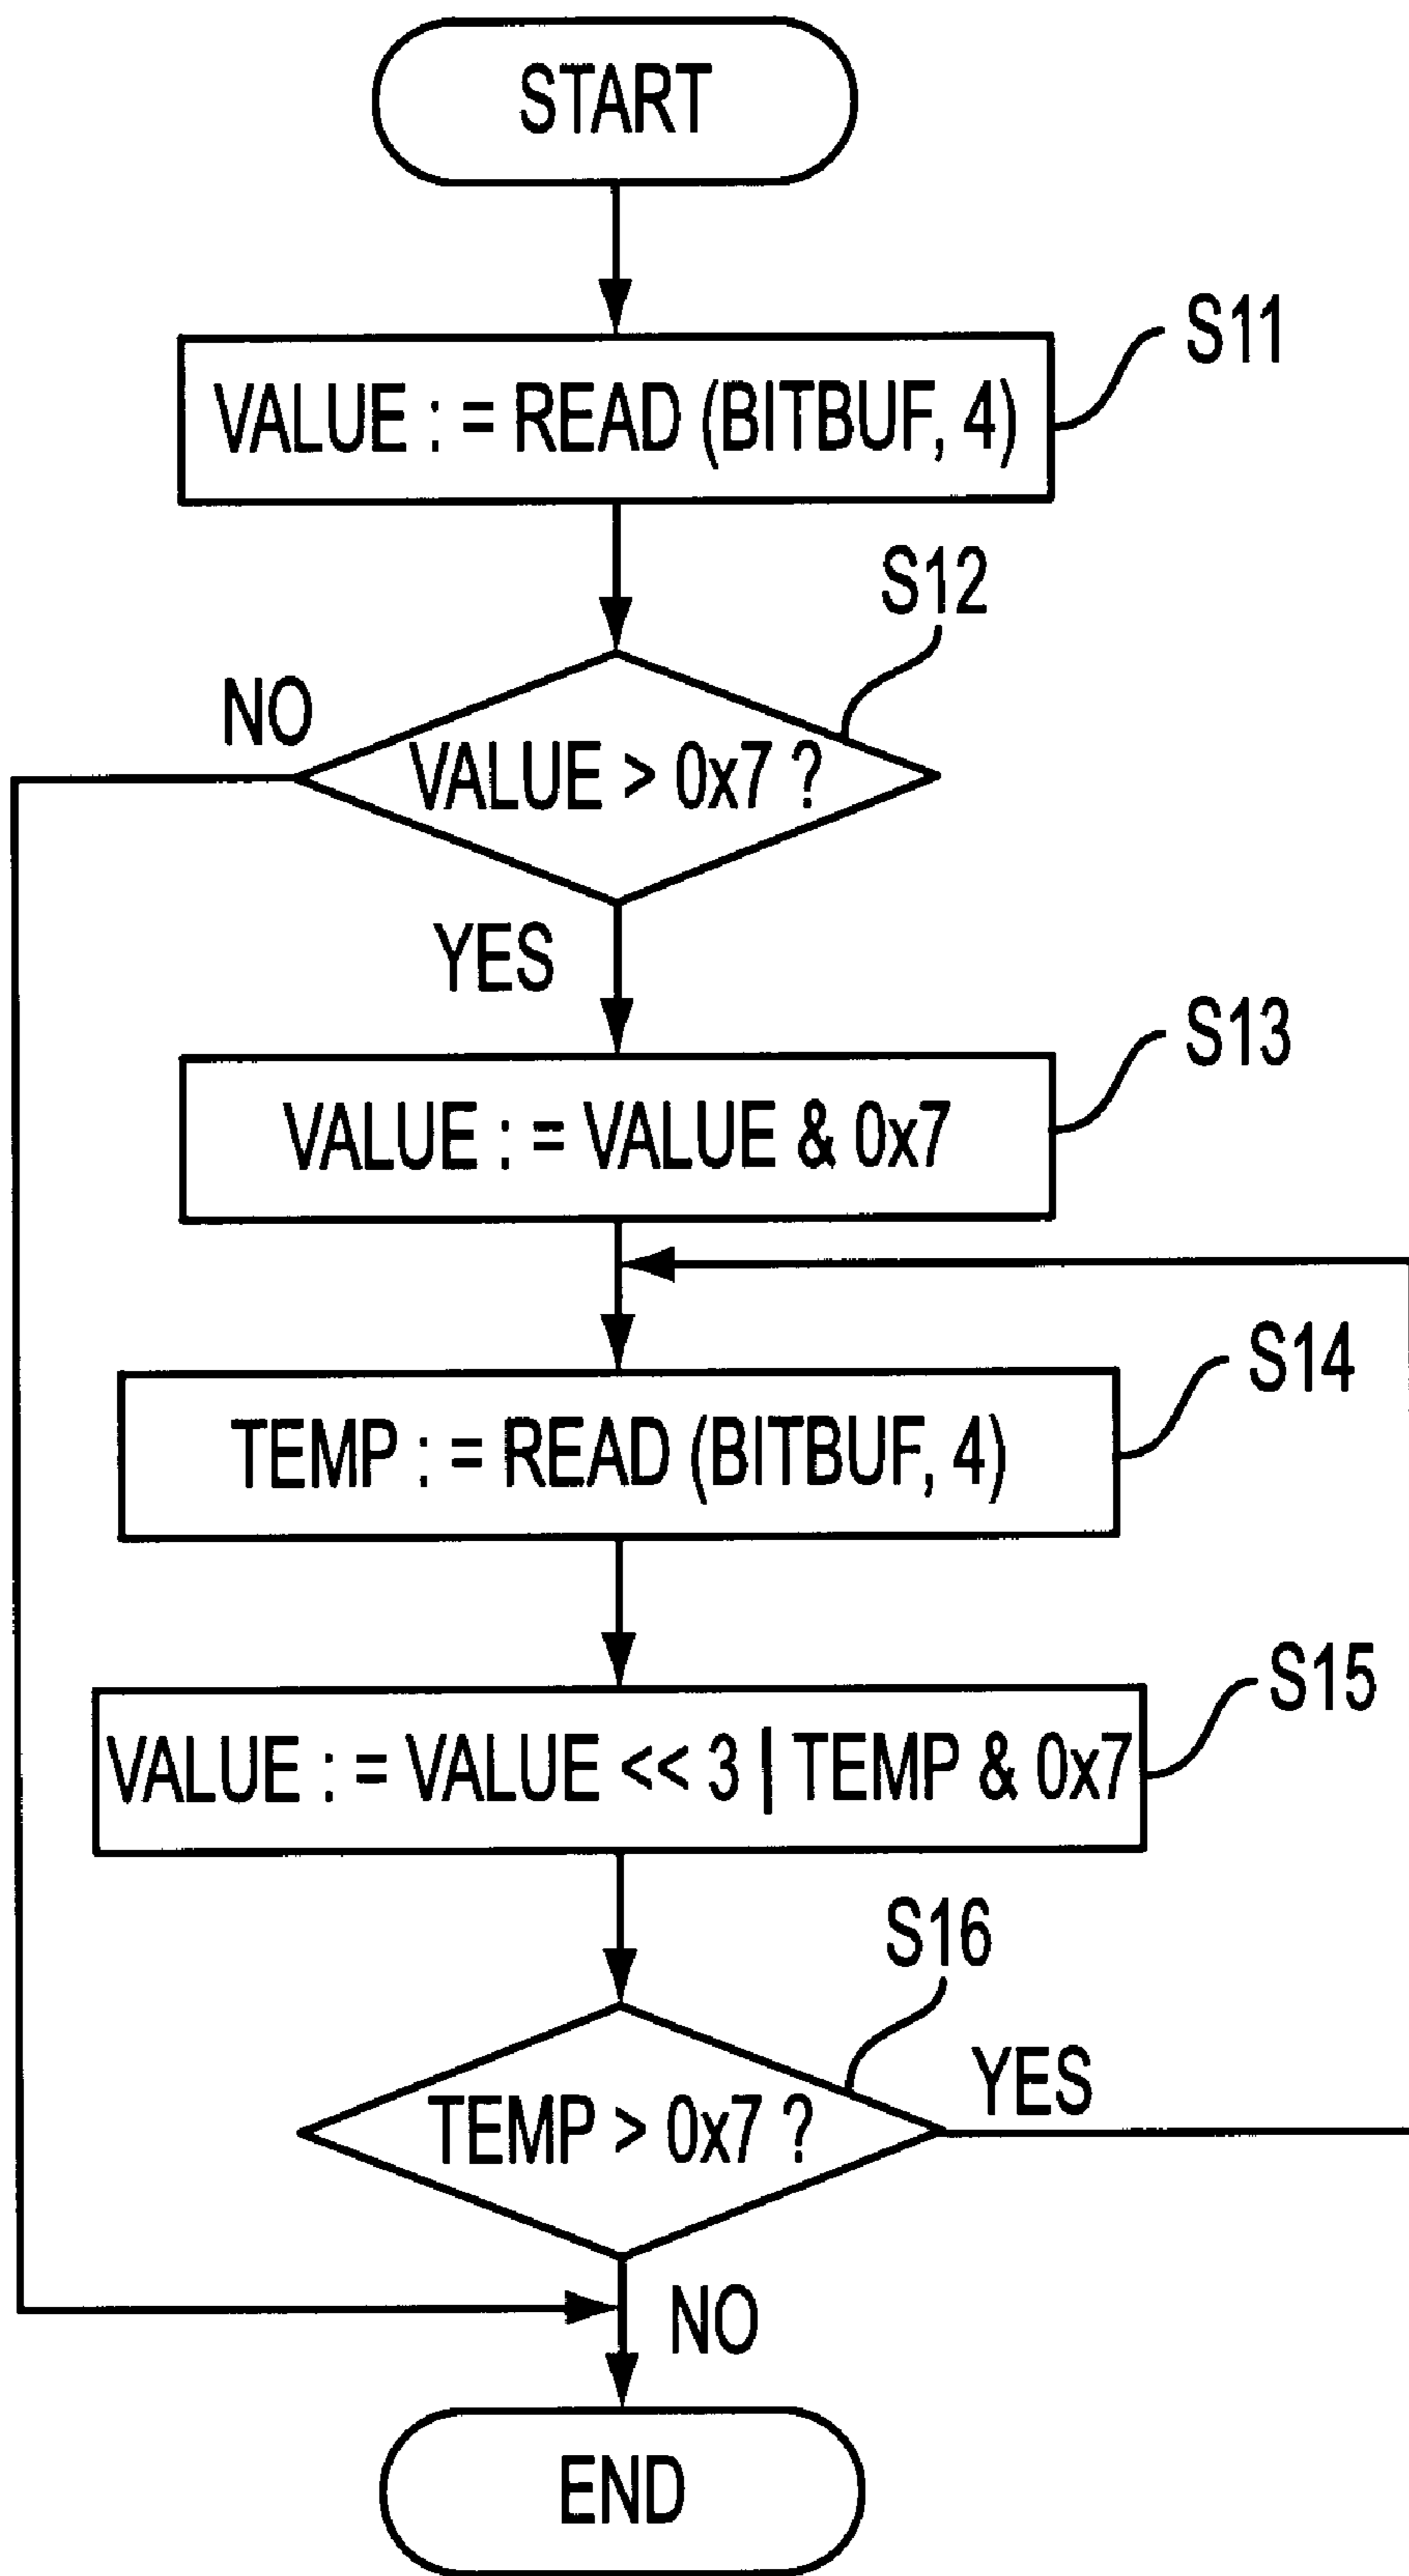 START
S11
VALUE : = READ (BITBUF, 4)
S12
NO
VALUE > 0x7 ?
YES
S13
VALUE : = VALUE & 0x7
S14
TEMP : = READ (BITBUF, 4)
S15
VALUE : = VALUE << 3 | TEMP & 0x7
S16
YES
TEMP > 0x7 ?
NO
END